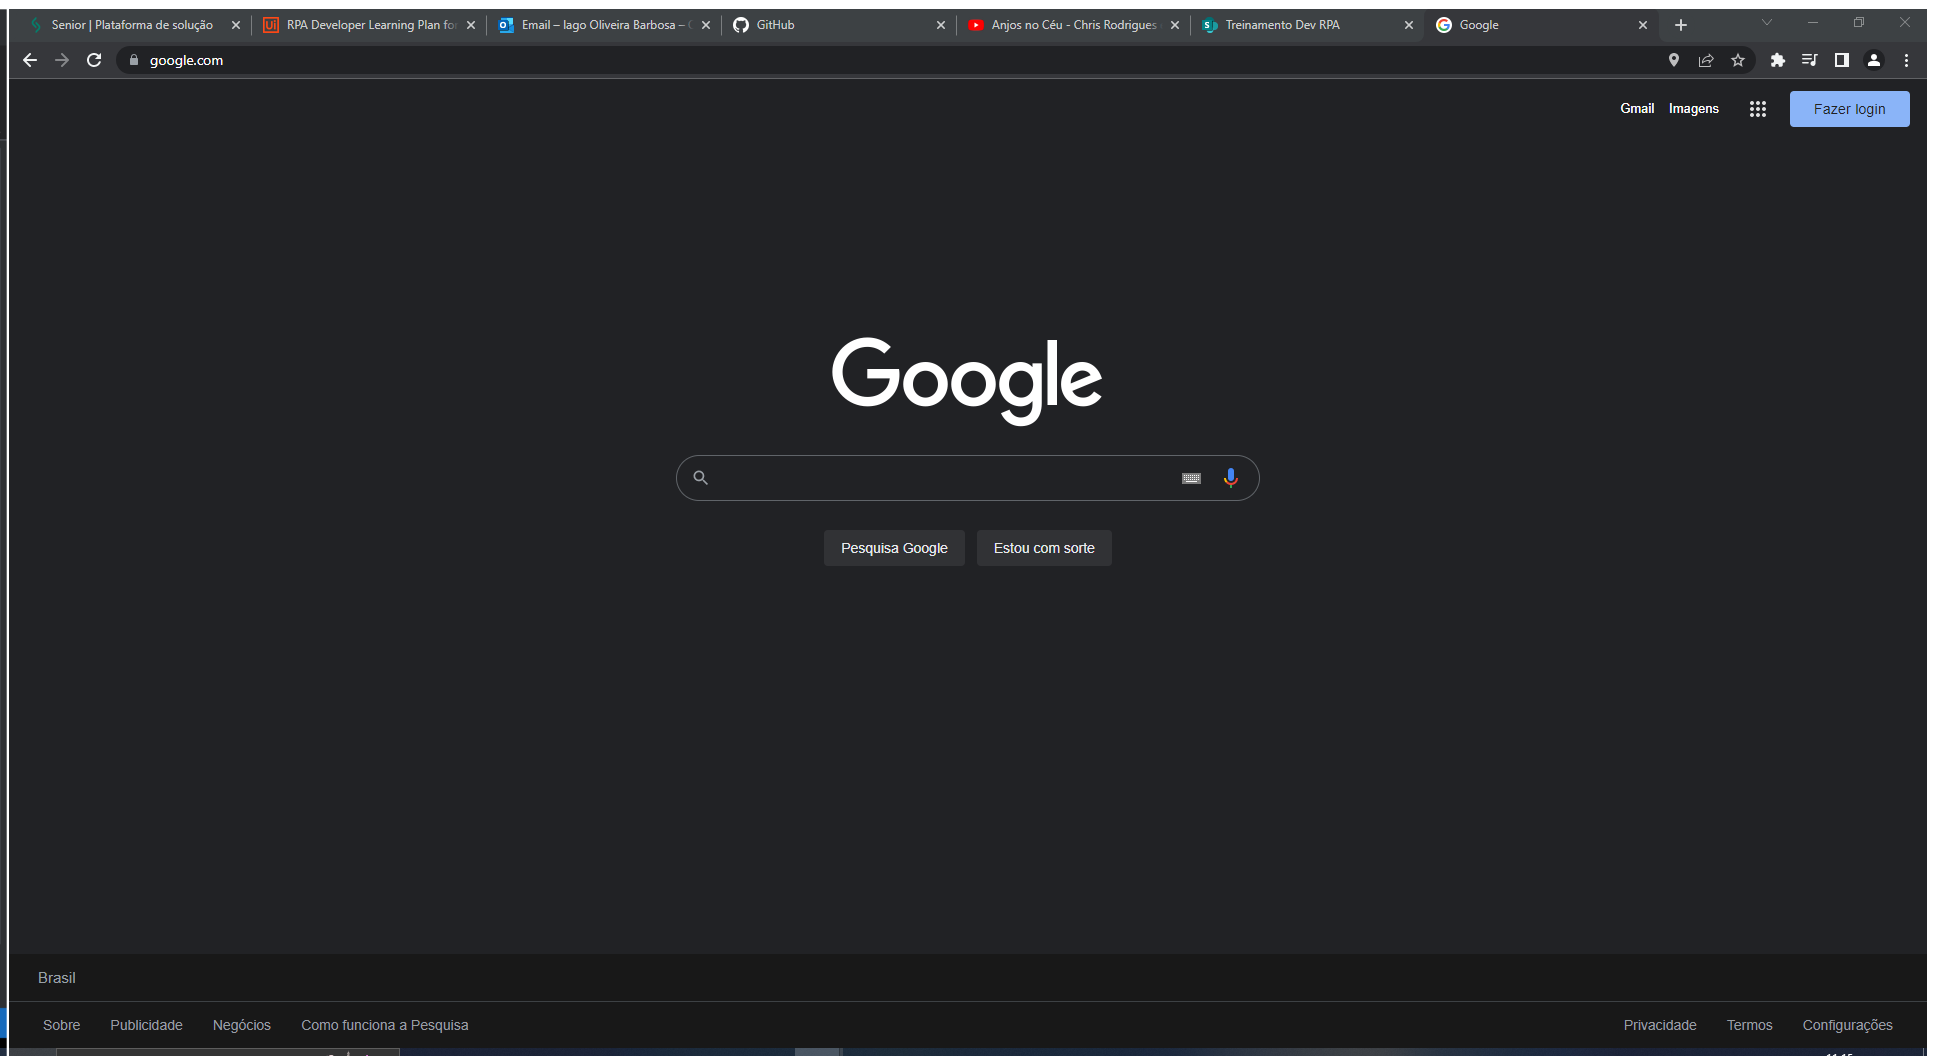 Senior | Plataforma de solução
RPA Developer Learning Plan for
Email – Iago Oliveira Barbosa –
GitHub
Anjos no Céu - Chris Rodrigues
Treinamento Dev RPA
Google
google.com
Gmail
Imagens
Fazer login
Google
Pesquisa Google
Estou com sorte
Brasil
Sobre
Publicidade
Negócios
Como funciona a Pesquisa
Privacidade
Termos
Configurações